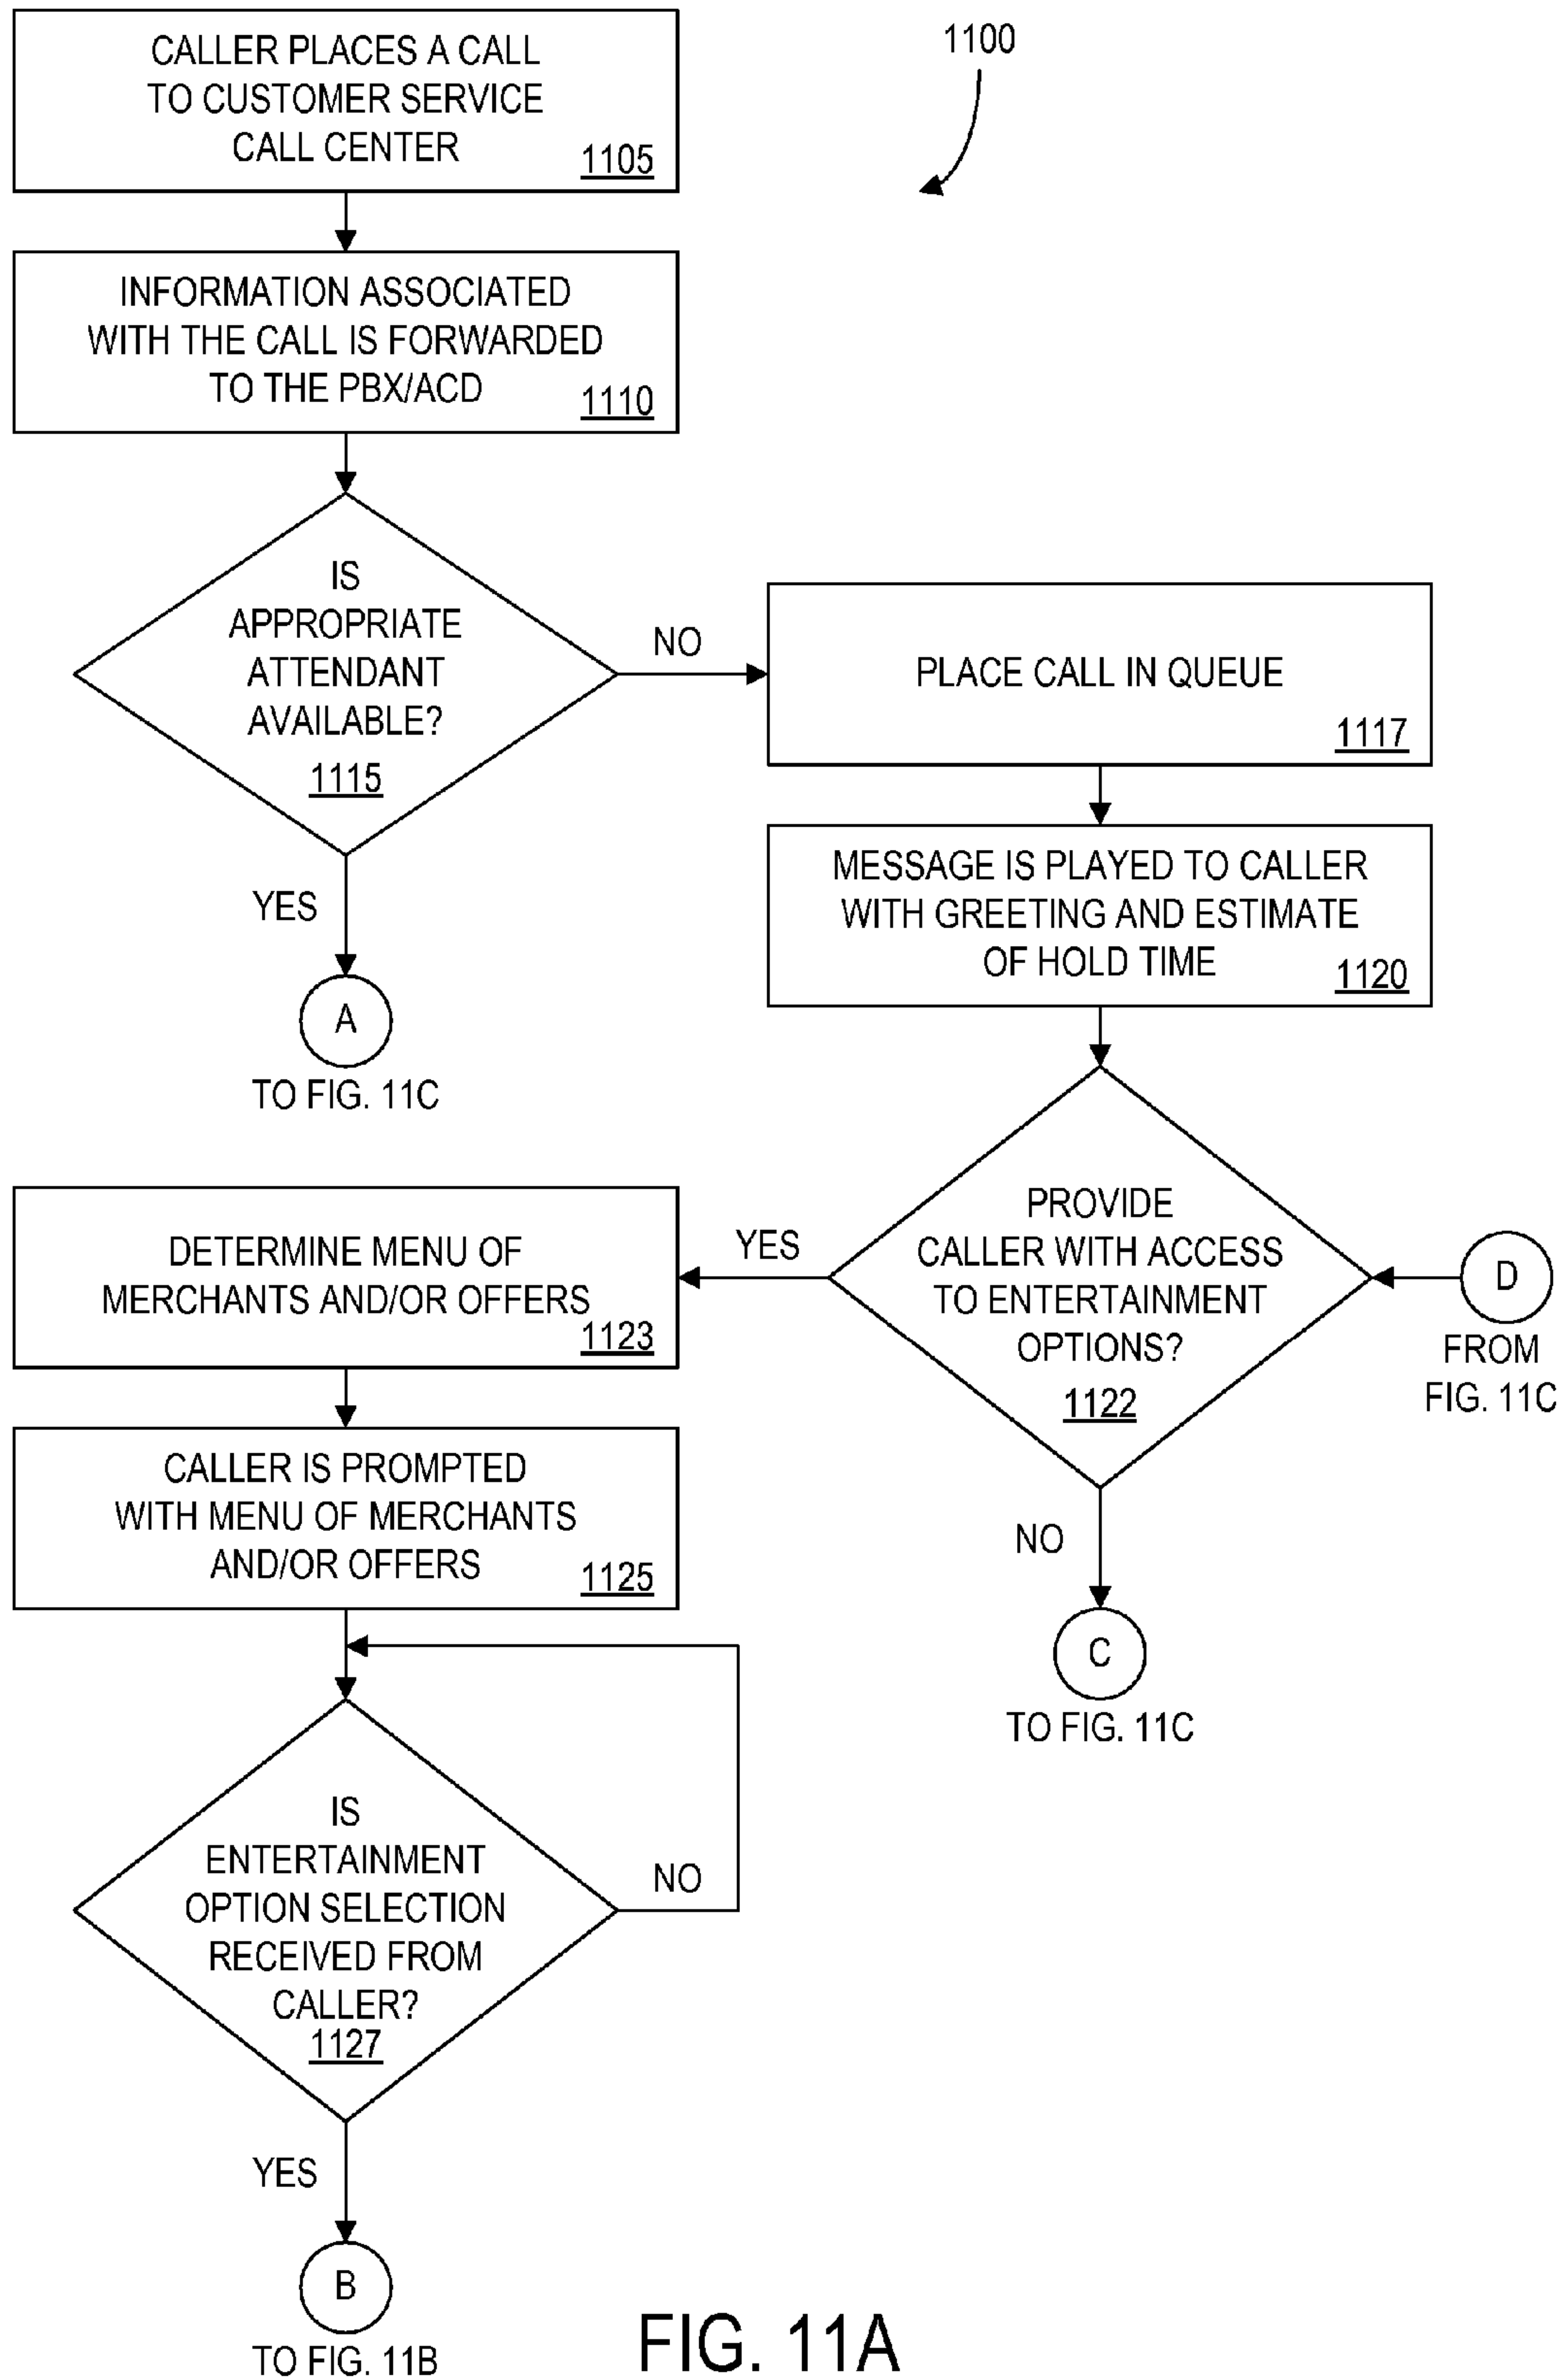 CALLER PLACES A CALL
TO CUSTOMER SERVICE
CALL CENTER
1105
1100
INFORMATION ASSOCIATED
WITH THE CALL IS FORWARDED
TO THE PBX/ACD
1110
IS
APPROPRIATE
ATTENDANT
AVAILABLE?
1115
NO
YES
A
TO FIG. 11C
PLACE CALL IN QUEUE
1117
MESSAGE IS PLAYED TO CALLER
WITH GREETING AND ESTIMATE
OF HOLD TIME
1120
PROVIDE
CALLER WITH ACCESS
TO ENTERTAINMENT
OPTIONS?
1122
D
FROM
FIG. 11C
YES
NO
C
TO FIG. 11C
DETERMINE MENU OF
MERCHANTS AND/OR OFFERS
1123
CALLER IS PROMPTED
WITH MENU OF MERCHANTS
AND/OR OFFERS
1125
IS
ENTERTAINMENT
OPTION SELECTION
RECEIVED FROM
CALLER?
1127
NO
YES
B
TO FIG. 11B
FIG. 11A